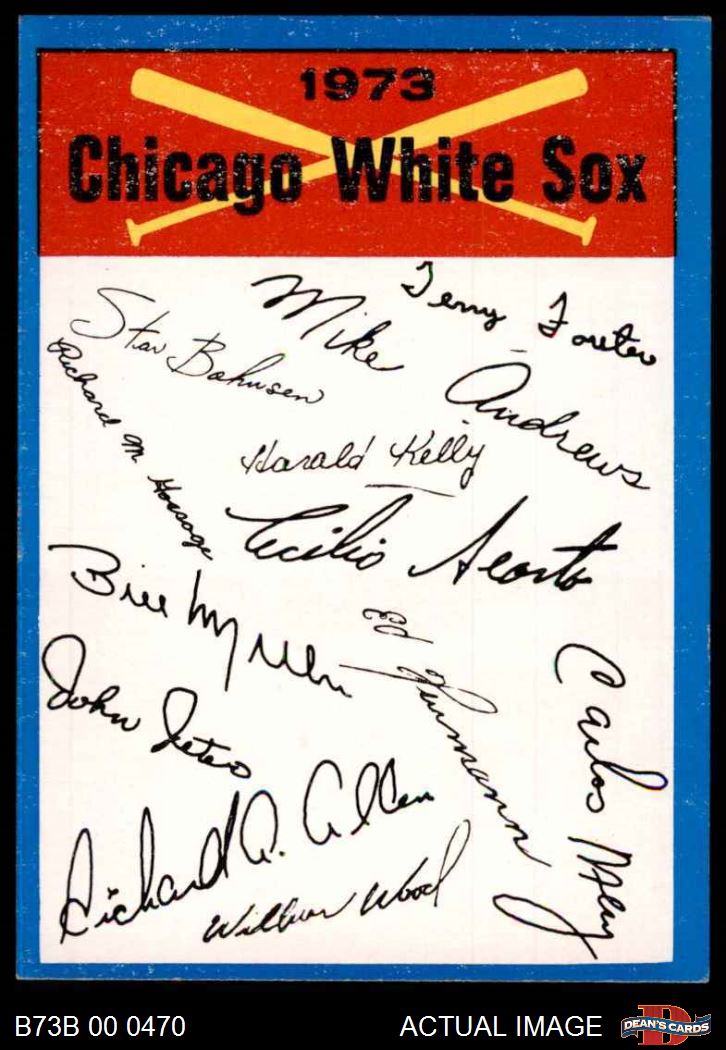 1973
Chicago White Sox
Terry Forster
Mike Andrews
Stan Bahnsen
Richard M. Gossage
Harold Kelly
Cecilio Acosta
Bill Melton
Ed Herrmann
Carlos May
John Jeter
Richard A. Allen
Wilbur Wood
B73B 00 0470
ACTUAL IMAGE
D
DEAN'S CARDS